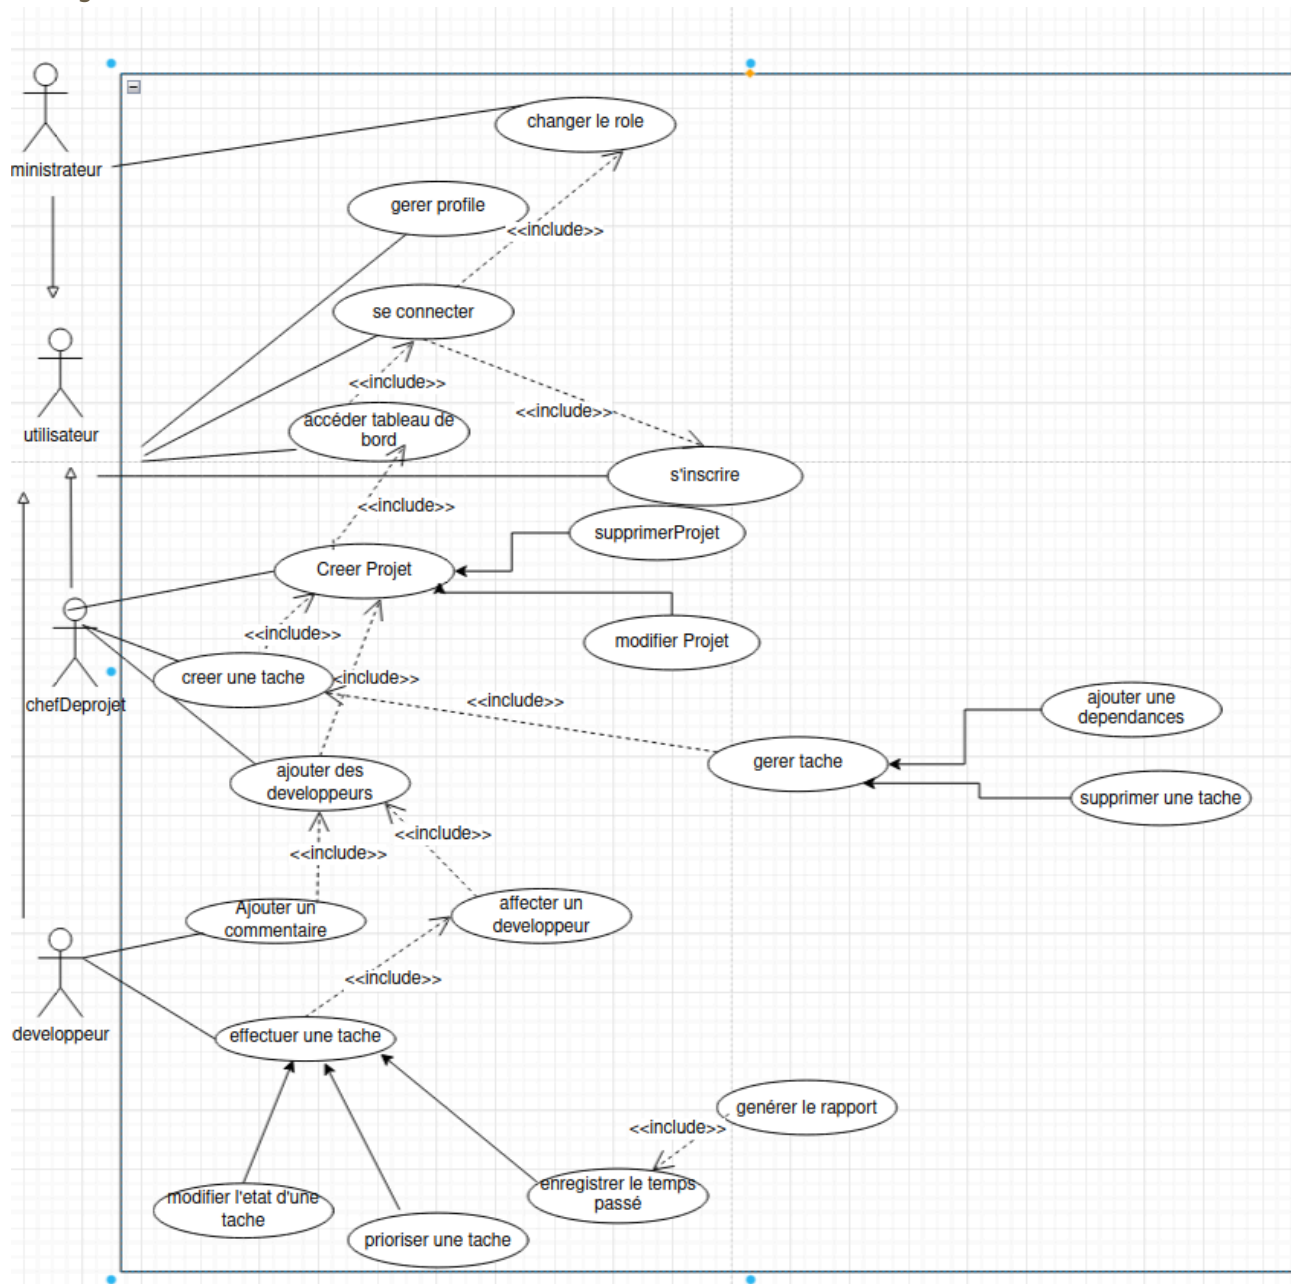 changer le role
ministrateur
gerer profile
<<include>>
se connecter
<<include>>
<<include>>
accéder tableau de
bord
utilisateur
s'inscrire
<<include>>
supprimerProjet
Creer Projet
<<include>>
modifier Projet
creer une tache
<include>>
<<include>>
chefDeprojet
ajouter une
dependances
gerer tache
ajouter des
developpeurs
supprimer une tache
<<include>>
<<include>>
Ajouter un
commentaire
affecter un
developpeur
<<include>>
developpeur
effectuer une tache
genérer le rapport
<<include>>
enregistrer le temps
passé
modifier l'etat d'une
tache
prioriser une tache